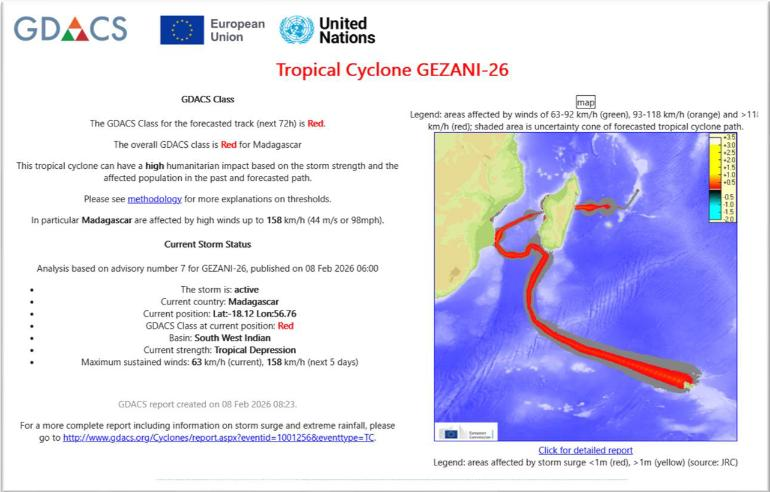 GDACS
European
Union
United
Nations
Tropical Cyclone GEZANI-26
GDACS Class
The GDACS Class for the forecasted track (next 72h) is Red.
The overall GDACS class is Red for Madagascar
This tropical cyclone can have a high humanitarian impact based on the storm strength and the
affected population in the past and forecasted path.
Please see methodology for more explanations on thresholds.
In particular Madagascar are affected by high winds up to 158 km/h (44 m/s or 98mph).
Current Storm Status
Analysis based on advisory number 7 for GEZANI-26, published on 08 Feb 2026 06:00
The storm is: active
Current country: Madagascar
Current position: Lat:-18.12 Lon:56.76
GDACS Class at current position: Red
Basin: South West Indian
Current strength: Tropical Depression
Maximum sustained winds: 63 km/h (current), 158 km/h (next 5 days)
GDACS report created on 08 Feb 2026 08:23.
For a more complete report including information on storm surge and extreme rainfall, please
go to http://www.gdacs.org/Cyclones/report.aspx?eventid=1001256&eventtype=TC.
map
Legend: areas affected by winds of 63-92 km/h (green), 93-118 km/h (orange) and >118
km/h (red); shaded area is uncertainty cone of forecasted tropical cyclone path.
+3.5
+3.0
+2.5
+2.0
+1.5
+1.0
+0.5
-0.5
-1.0
-1.5
-2.0
European
Commission
Click for detailed report
Legend: areas affected by storm surge <1m (red), >1m (yellow) (source: JRC)